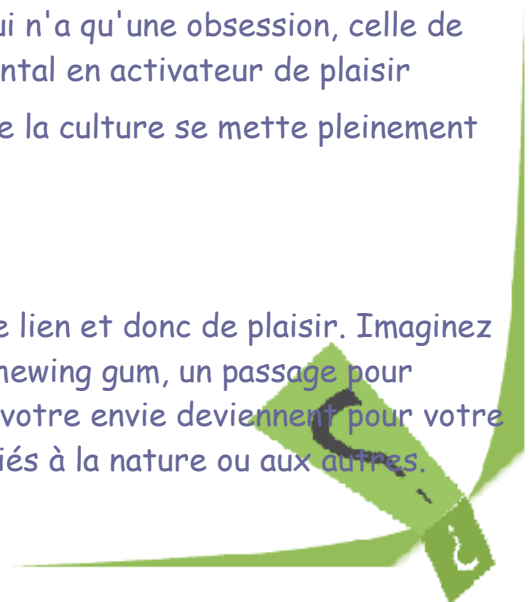 ui n'a qu'une obsession, celle de
ntal en activateur de plaisir
e la culture se mette pleinement
e lien et donc de plaisir. Imaginez
hewing gum, un passage pour
votre envie deviennent pour votre
iés à la nature ou aux autres.